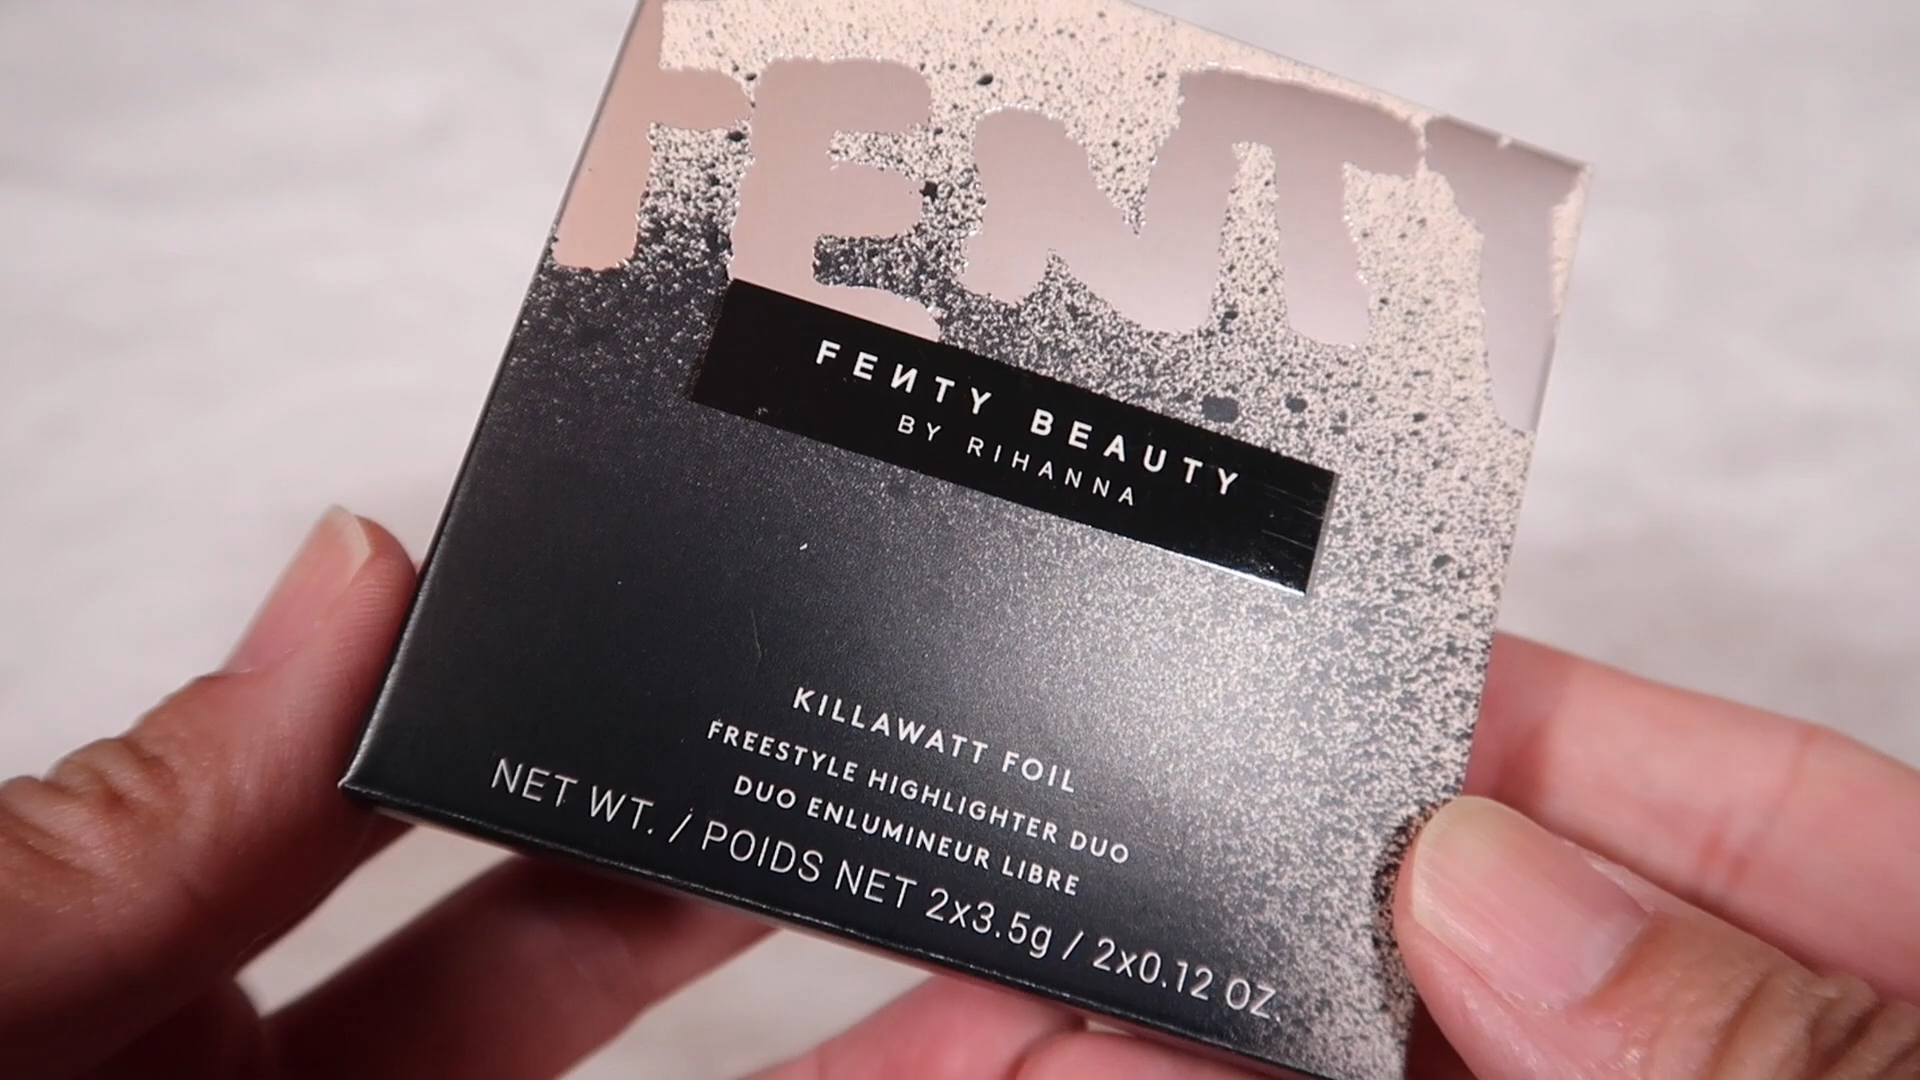 FENTY
FEИTY BEAUTY
BY RIHANNA
KILLAWATT FOIL
FREESTYLE HIGHLIGHTER DUO
DUO ENLUMINEUR LIBRE
NET WT. / POIDS NET 2x3.5g / 2x0.12 OZ.